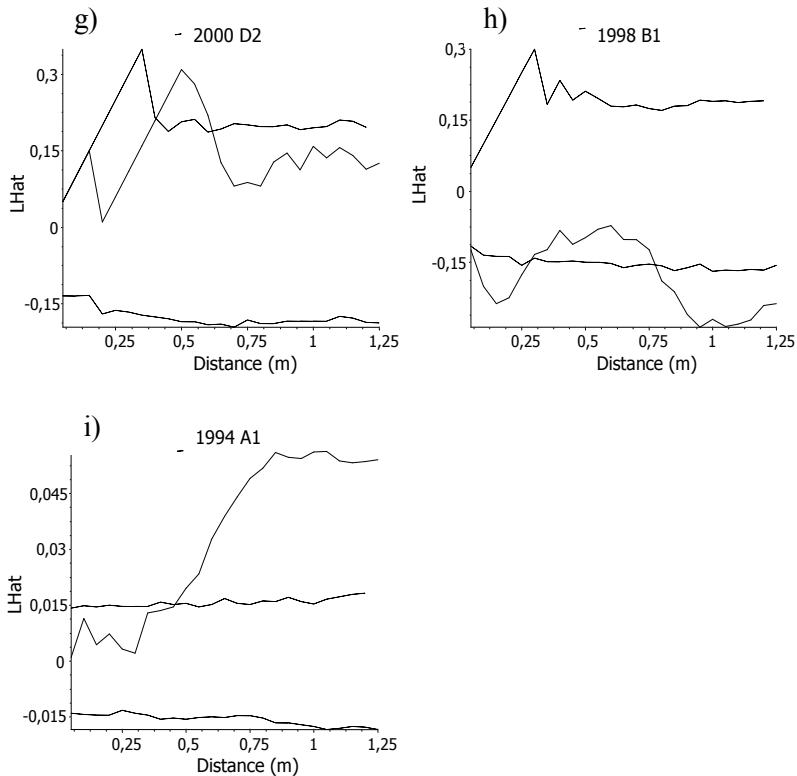 g)
2000 D2
LHat
0,3
0,15
0
-0,15
0,25 0,5 0,75 1 1,25
Distance (m)
h)
1998 B1
LHat
0,3
0,15
0
-0,15
0,25 0,5 0,75 1 1,25
Distance (m)
i)
1994 A1
LHat
0,045
0,03
0,015
0
-0,015
0,25 0,5 0,75 1 1,25
Distance (m)